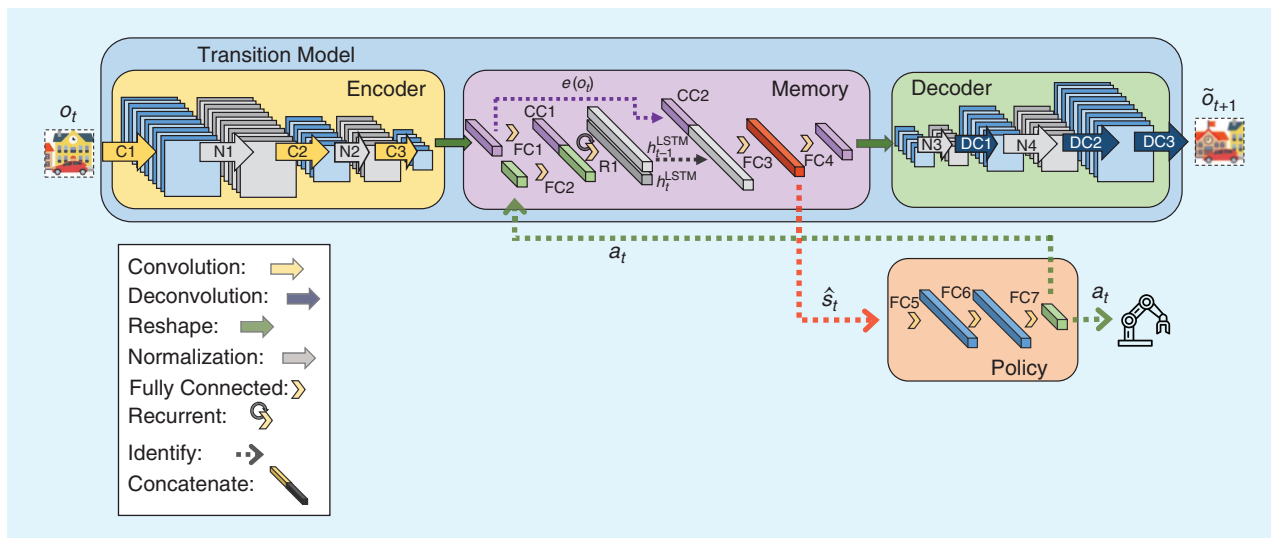 Transition Model
Encoder
Memory
Decoder
o_t
C1
N1
C2
N2
C3
e(o_t)
CC1
CC2
FC1
FC2
R1
h_{t–1}^{LSTM}
h_t^{LSTM}
FC3
FC4
N3
DC1
N4
DC2
DC3
õ_{t+1}
a_t
ŝ_t
FC5
FC6
FC7
a_t
Policy
Convolution:
Deconvolution:
Reshape:
Normalization:
Fully Connected:
Recurrent:
Identify:
Concatenate: